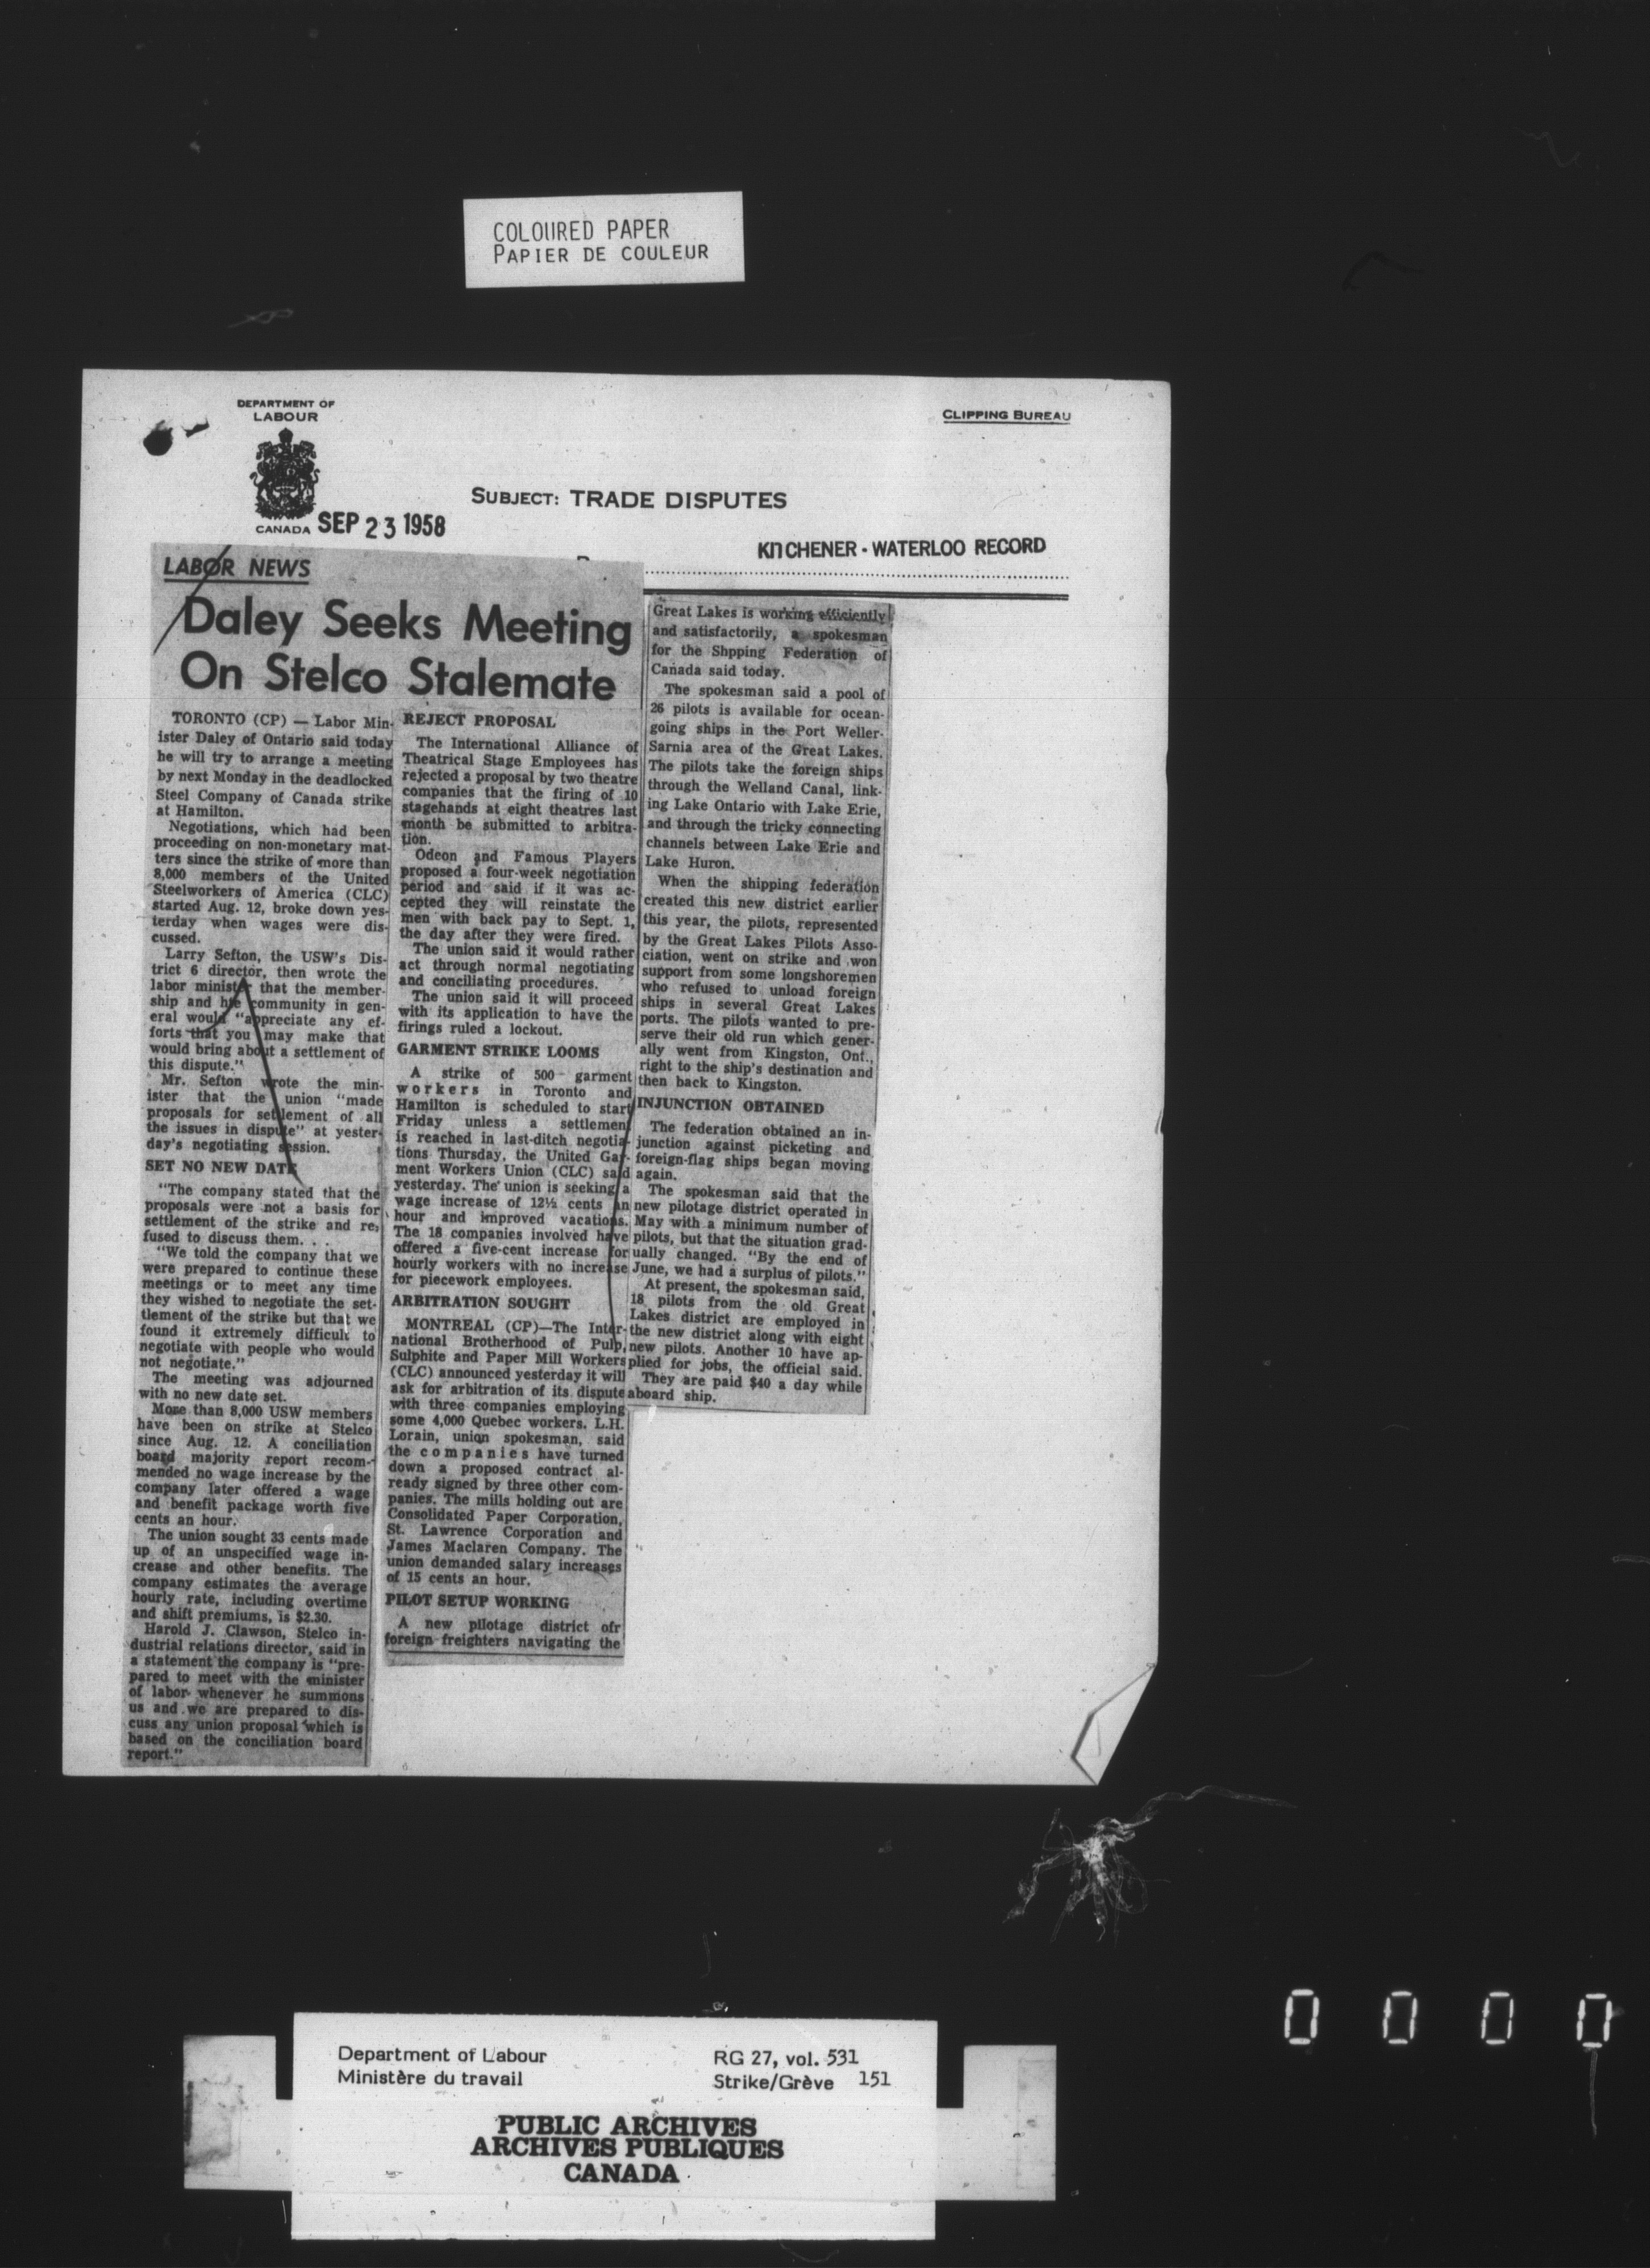 COLOURED PAPER
PAPIER DE COULEUR
DEPARTMENT OF
LABOUR
CANADA
CLIPPING BUREAU
SUBJECT: TRADE DISPUTES
SEP 23 1958
KITCHENER - WATERLOO RECORD
LABOR NEWS
Daley Seeks Meeting
On Stelco Stalemate
TORONTO (CP) — Labor Min-
ister Daley of Ontario said today
he will try to arrange a meeting
by next Monday in the deadlocked
Steel Company of Canada strike
at Hamilton.
Negotiations, which had been
proceeding on non-monetary mat-
ters since the strike of more than
8,000 members of the United
Steelworkers of America (CLC)
started Aug. 12, broke down yes-
terday when wages were dis-
cussed.
Larry Sefton, the USW's Dis-
trict 6 director, then wrote the
labor minister that the member-
ship and hte community in gen-
eral would "appreciate any ef-
forts that you may make that
would bring about a settlement of
this dispute."
Mr. Sefton wrote the min-
ister that the union "made
proposals for settlement of all
the issues in dispute" at yester-
day's negotiating session.
SET NO NEW DATE
"The company stated that the
proposals were not a basis for
settlement of the strike and re-
fused to discuss them. . .
"We told the company that we
were prepared to continue these
meetings or to meet any time
they wished to negotiate the set-
tlement of the strike but that we
found it extremely difficult to
negotiate with people who would
not negotiate."
The meeting was adjourned
with no new date set.
More than 8,000 USW members
have been on strike at Stelco
since Aug. 12. A conciliation
board majority report recom-
mended no wage increase by the
company later offered a wage
and benefit package worth five
cents an hour.
The union sought 33 cents made
up of an unspecified wage in-
crease and other benefits. The
company estimates the average
hourly rate, including overtime
and shift premiums, is $2.30.
Harold J. Clawson, Stelco in-
dustrial relations director, said in
a statement the company is "pre-
pared to meet with the minister
of labor whenever he summons
us and we are prepared to dis-
cuss any union proposal which is
based on the conciliation board
report."
REJECT PROPOSAL
The International Alliance of
Theatrical Stage Employees has
rejected a proposal by two theatre
companies that the firing of 10
stagehands at eight theatres last
month be submitted to arbitra-
tion.
Odeon and Famous Players
proposed a four-week negotiation
period and said if it was ac-
cepted they will reinstate the
men with back pay to Sept. 1,
the day after they were fired.
The union said it would rather
act through normal negotiating
and conciliating procedures.
The union said it will proceed
with its application to have the
firings ruled a lockout.
GARMENT STRIKE LOOMS
A strike of 500 garment
workers in Toronto and
Hamilton is scheduled to start
Friday unless a settlement
is reached in last-ditch negotia-
tions Thursday, the United Gar-
ment Workers Union (CLC) said
yesterday. The union is seeking a
wage increase of 12½ cents an
hour and improved vacations.
The 18 companies involved have
offered a five-cent increase for
hourly workers with no increase
for piecework employees.
ARBITRATION SOUGHT
MONTREAL (CP)—The Inter-
national Brotherhood of Pulp,
Sulphite and Paper Mill Workers
(CLC) announced yesterday it will
ask for arbitration of its dispute
with three companies employing
some 4,000 Quebec workers. L.H.
Lorain, union spokesman, said
the companies have turned
down a proposed contract al-
ready signed by three other com-
panies. The mills holding out are
Consolidated Paper Corporation,
St. Lawrence Corporation and
James Maclaren Company. The
union demanded salary increases
of 15 cents an hour.
PILOT SETUP WORKING
A new pilotage district ofr
foreign freighters navigating the
Great Lakes is working efficiently
and satisfactorily, a spokesman
for the Shpping Federation of
Canada said today.
The spokesman said a pool of
26 pilots is available for ocean-
going ships in the Port Weller-
Sarnia area of the Great Lakes.
The pilots take the foreign ships
through the Welland Canal, link-
ing Lake Ontario with Lake Erie,
and through the tricky connecting
channels between Lake Erie and
Lake Huron.
When the shipping federation
created this new district earlier
this year, the pilots, represented
by the Great Lakes Pilots Asso-
ciation, went on strike and won
support from some longshoremen
who refused to unload foreign
ships in several Great Lakes
ports. The pilots wanted to pre-
serve their old run which gener-
ally went from Kingston, Ont.,
right to the ship's destination and
then back to Kingston.
INJUNCTION OBTAINED
The federation obtained an in-
junction against picketing and
foreign-flag ships began moving
again.
The spokesman said that the
new pilotage district operated in
May with a minimum number of
pilots, but that the situation grad-
ually changed. "By the end of
June, we had a surplus of pilots."
At present, the spokesman said,
18 pilots from the old Great
Lakes district are employed in
the new district along with eight
new pilots. Another 10 have ap-
plied for jobs, the official said.
They are paid $40 a day while
aboard ship.
0 0 0 0
Department of Labour
Ministère du travail
RG 27, vol. 531
Strike/Grève 151
PUBLIC ARCHIVES
ARCHIVES PUBLIQUES
CANADA